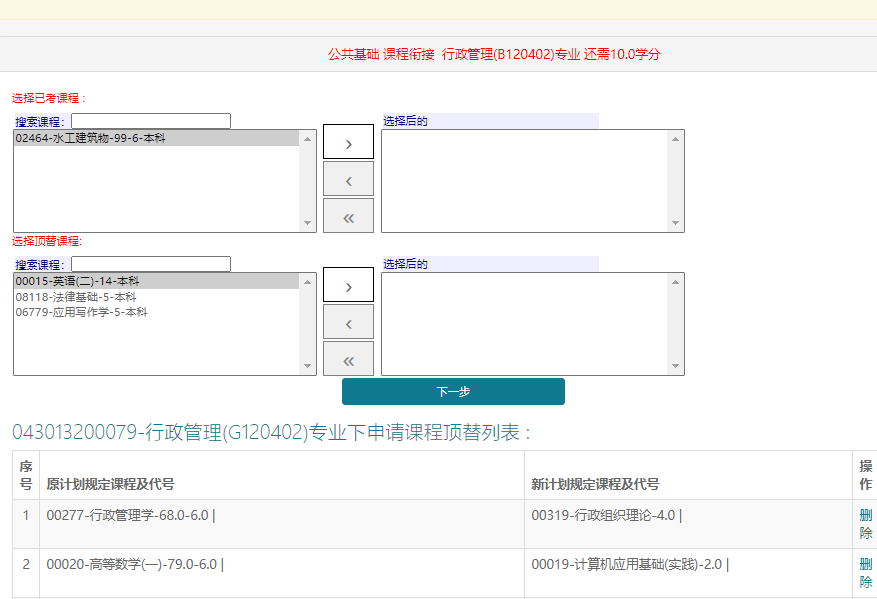 公共基础 课程衔接 行政管理(B120402)专业 还需10.0学分
选择已考课程：
搜索课程：
选择后的
02464-水工建筑物-99-6-本科
›
‹
«
选择顶替课程:
搜索课程：
选择后的
00015-英语(二)-14-本科
08118-法律基础-5-本科
06779-应用写作学-5-本科
›
‹
«
下一步
043013200079-行政管理(G120402)专业下申请课程顶替列表：
序号 原计划规定课程及代号 新计划规定课程及代号 操作
1 00277-行政管理学-68.0-6.0 | 00319-行政组织理论-4.0 | 删除
2 00020-高等数学(一)-79.0-6.0 | 00019-计算机应用基础(实践)-2.0 | 删除